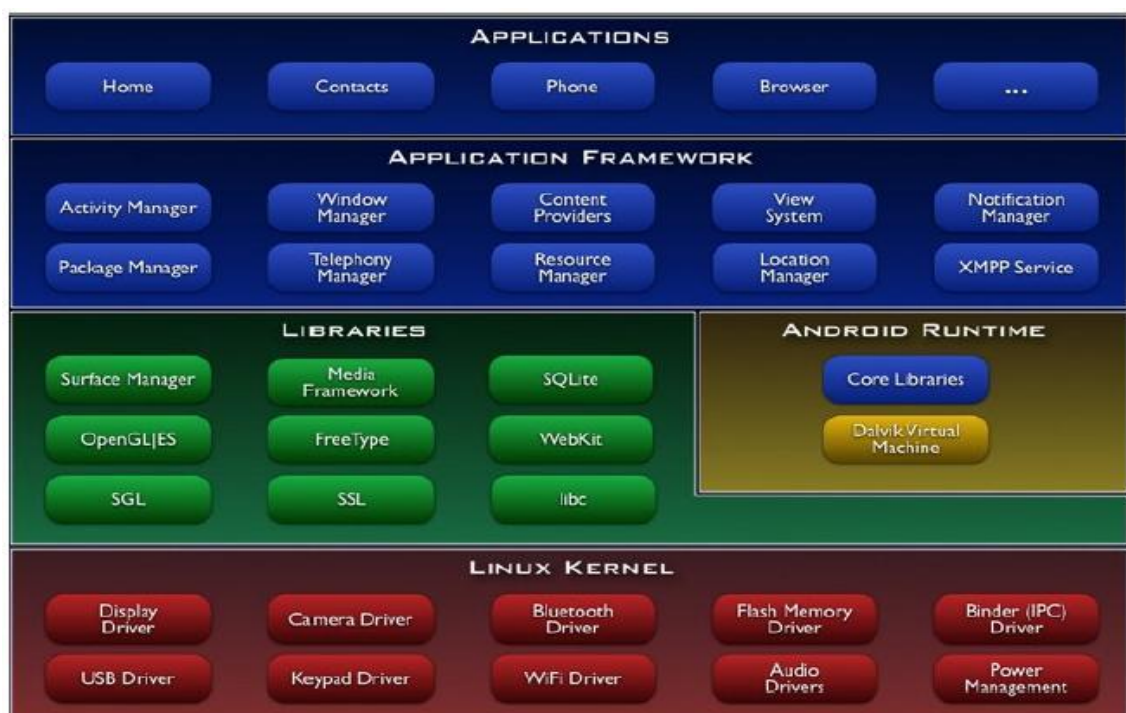 APPLICATIONS
Home
Contacts
Phone
Browser
...
APPLICATION FRAMEWORK
Activity Manager
Window
Manager
Content
Providers
View
System
Notification
Manager
Package Manager
Telephony
Manager
Resource
Manager
Location
Manager
XMPP Service
LIBRARIES
Surface Manager
Media
Framework
SQLite
OpenGL|ES
FreeType
WebKit
SGL
SSL
libc
ANDROID RUNTIME
Core Libraries
Dalvik Virtual
Machine
LINUX KERNEL
Display
Driver
Camera Driver
Bluetooth
Driver
Flash Memory
Driver
Binder (IPC)
Driver
USB Driver
Keypad Driver
WiFi Driver
Audio
Drivers
Power
Management